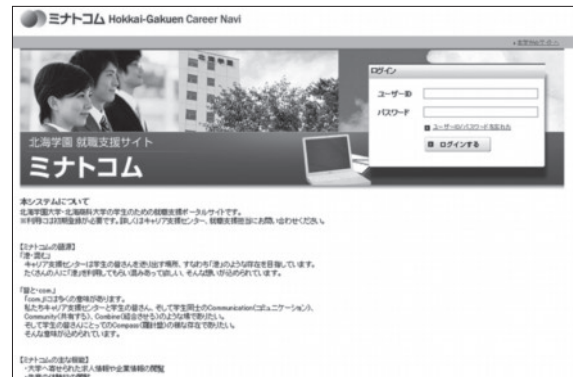 ミナトコム Hokkai-Gakuen Career Navi
ログイン
ユーザーID
パスワード
ユーザーID/パスワードを忘れた
ログインする
北海学園 就職支援サイト
ミナトコム
本システムについて
北海学園大学・北海商科大学の学生のための就職支援ポータルサイトです。
※利用には初期登録が必要です。詳しくはキャリア支援センター、就職支援担当にお問い合わせください。
【ミナトコムの語源】
「港・混む」
キャリア支援センターは学生の皆さんを送り出す場所、すなわち「港」のような存在を目指しています。
たくさんの人に「港」を利用してもらい混みあって欲しい、そんな想いが込められています。
「皆と・com.」
「com.」には多くの意味があります。
私たちキャリア支援センターと学生の皆さん、そして学生同士のCommunication(コミュニケーション)、
Community(共有する)、Combine(結合させる)のような場でありたい。
そして学生の皆さんにとってのCompass(羅針盤)の様な存在でありたい。
そんな意味が込められています。
【ミナトコムの主な機能】
・大学へ寄せられた求人情報や企業情報の閲覧